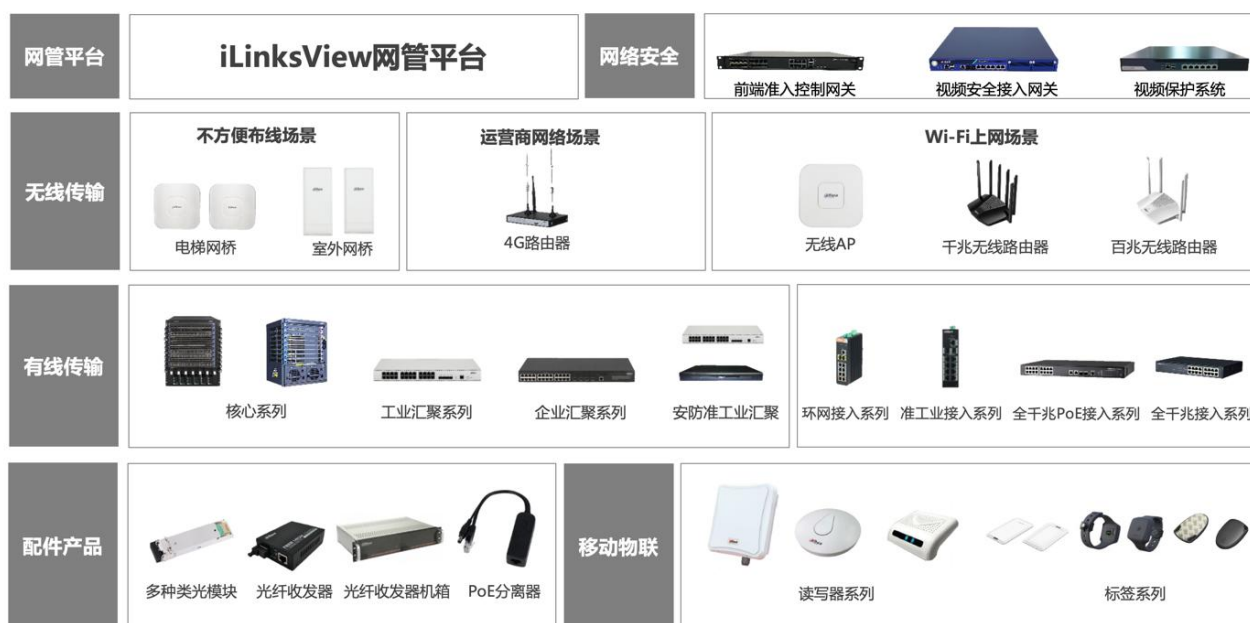 网管平台
iLinksView网管平台
网络安全
前端准入控制网关
视频安全接入网关
视频保护系统
无线传输
不方便布线场景
电梯网桥
室外网桥
运营商网络场景
4G路由器
Wi-Fi上网场景
无线AP
千兆无线路由器
百兆无线路由器
有线传输
核心系列
工业汇聚系列
企业汇聚系列
安防准工业汇聚
环网接入系列
准工业接入系列
全千兆PoE接入系列
全千兆接入系列
配件产品
多种类光模块
光纤收发器
光纤收发器机箱
PoE分离器
移动物联
读写器系列
标签系列